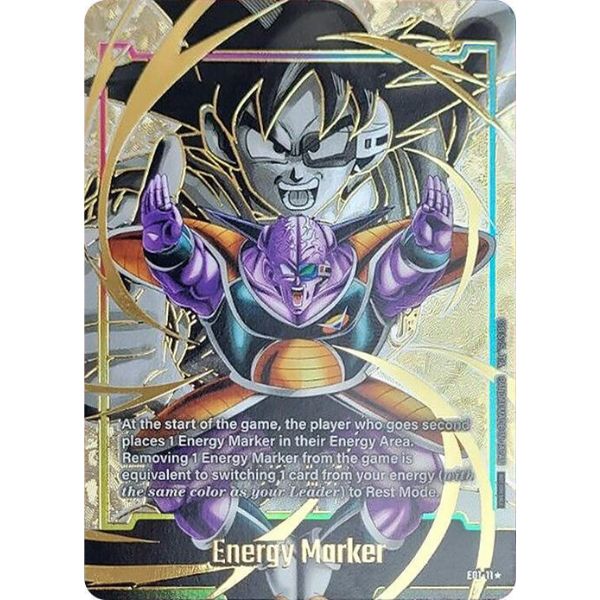 At the start of the game, the player who goes second
places 1 Energy Marker in their Energy Area.
Removing 1 Energy Marker from the game is
equivalent to switching 1 card from your energy (with
the same color as your Leader) to Rest Mode.
Energy Marker
E01-11★